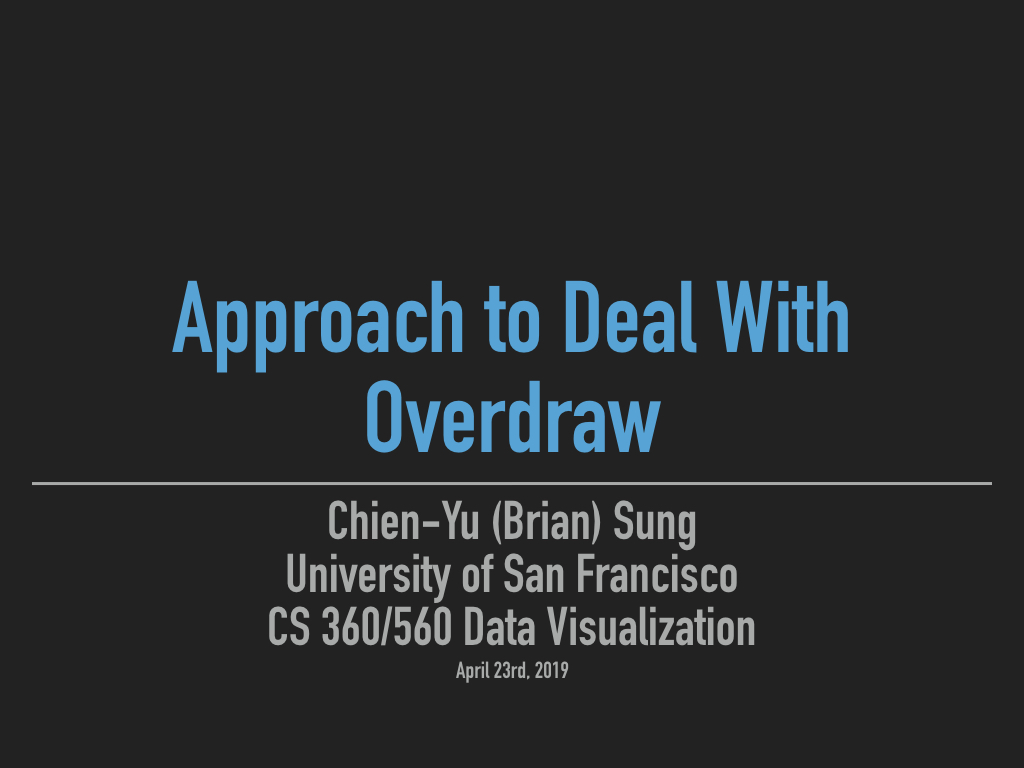 Approach to Deal With
Overdraw
Chien-Yu (Brian) Sung
University of San Francisco
CS 360/560 Data Visualization
April 23rd, 2019